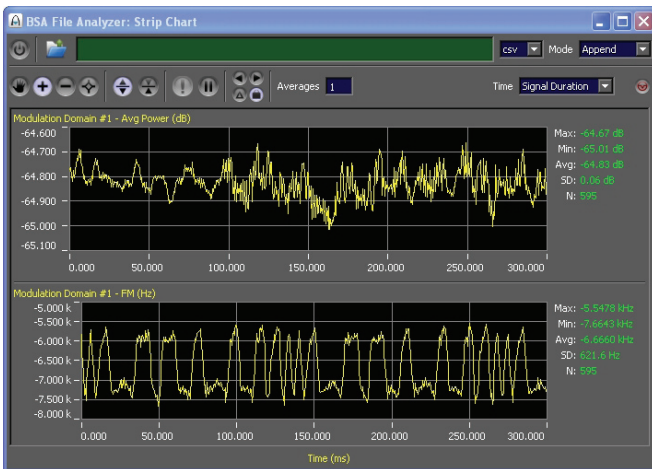 BSA File Analyzer: Strip Chart
csv Mode Append
Averages 1 Time Signal Duration
Modulation Domain #1 - Avg Power (dB)
-64.600
-64.700
-64.800
-64.900
-65.000
-65.100
0.000 50.000 100.000 150.000 200.000 250.000 300.000
Max: -64.67 dB
Min: -65.01 dB
Avg: -64.83 dB
SD: 0.06 dB
N: 595
Modulation Domain #1 - FM (Hz)
-5.000 k
-5.500 k
-6.000 k
-6.500 k
-7.000 k
-7.500 k
-8.000 k
0.000 50.000 100.000 150.000 200.000 250.000 300.000
Time (ms)
Max: -5.5478 kHz
Min: -7.6643 kHz
Avg: -6.6660 kHz
SD: 621.6 Hz
N: 595